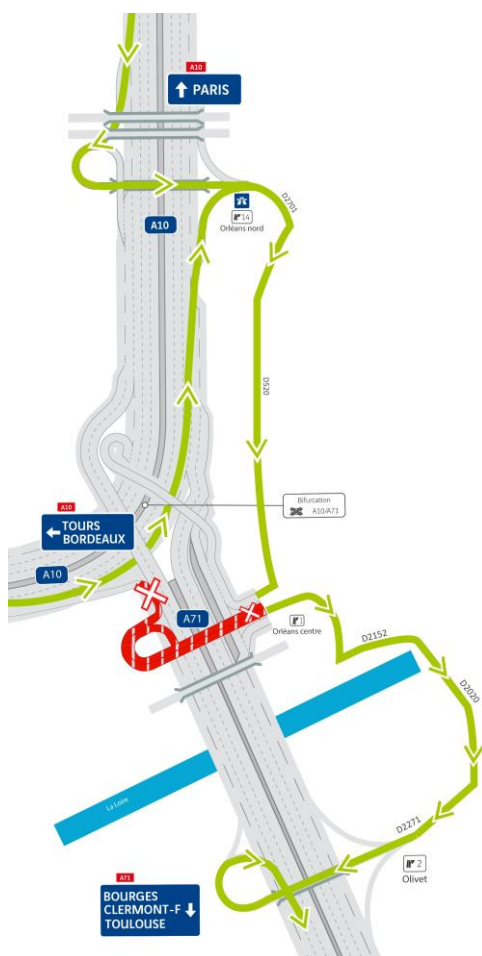 A10
PARIS
D2701
14
Orléans nord
A10
D520
Bifurcation
A10/A71
A10
TOURS
BORDEAUX
A10
A71
1
Orléans centre
D2152
D2020
La Loire
D2271
2
Olivet
A71
BOURGES
CLERMONT-F
TOULOUSE